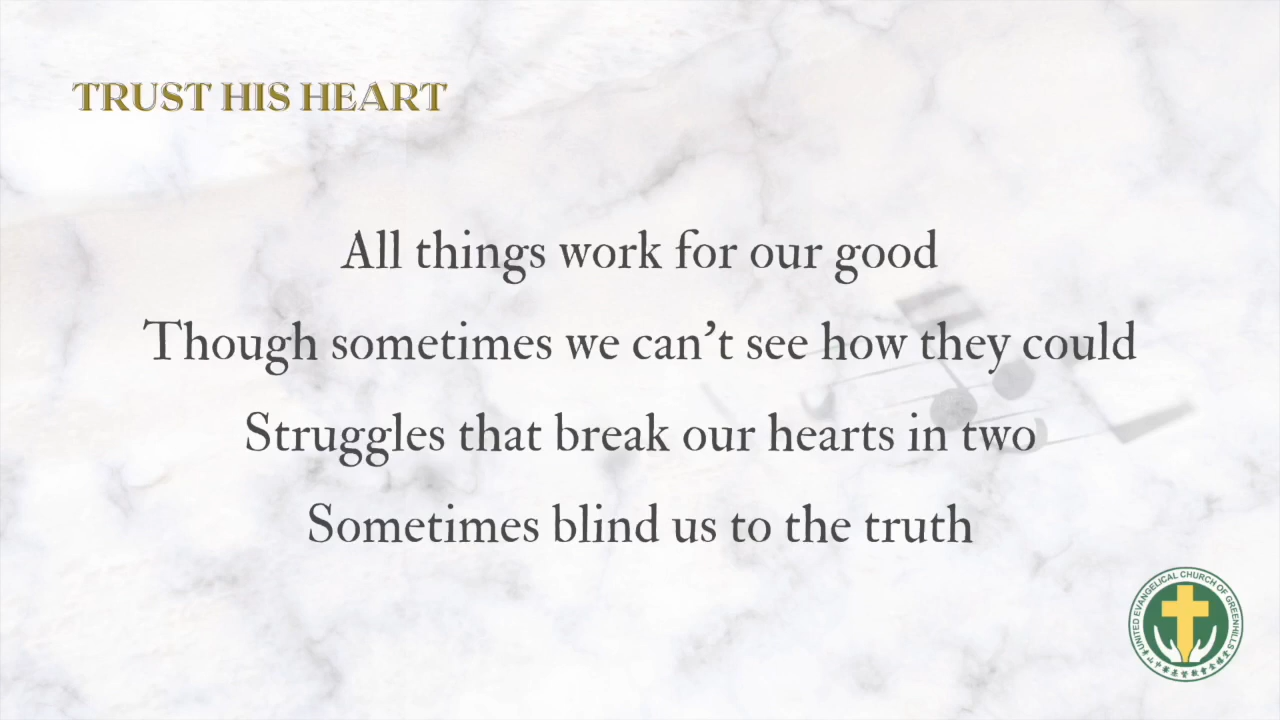 TRUST HIS HEART
All things work for our good
Though sometimes we can't see how they could
Struggles that break our hearts in two
Sometimes blind us to the truth
UNITED EVANGELICAL CHURCH OF GREENHILLS